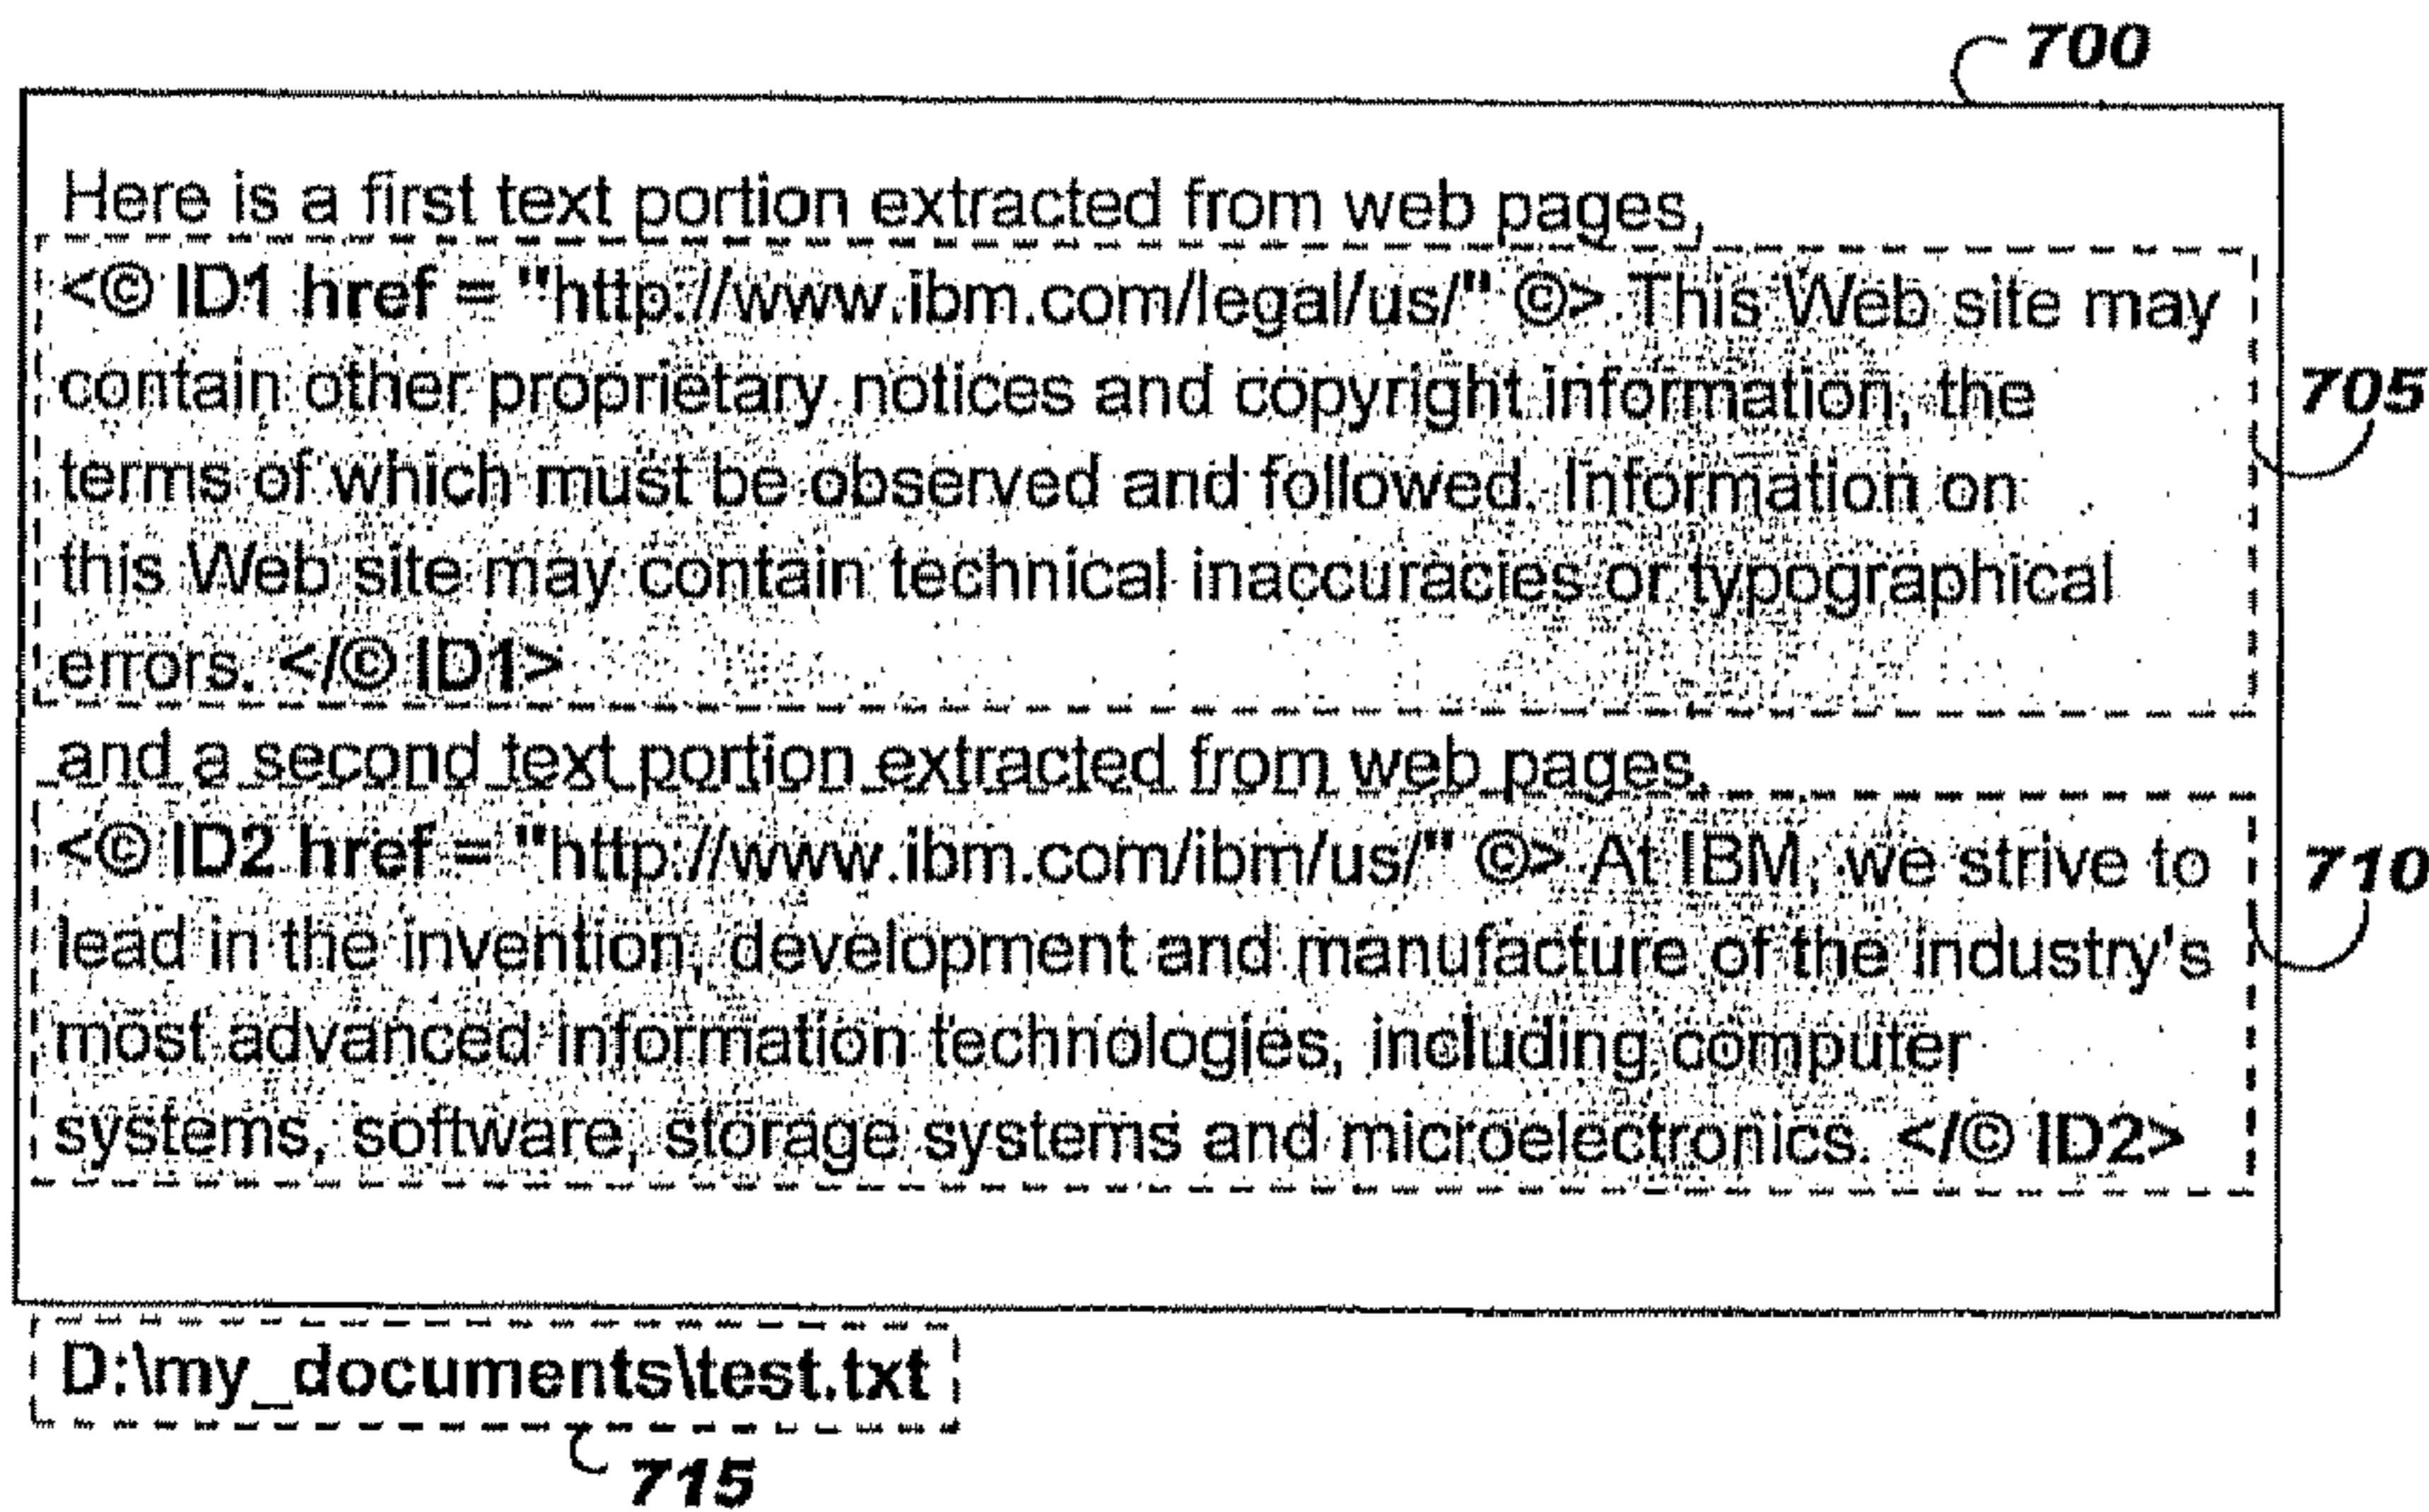 700
Here is a first text portion extracted from web pages,
<© ID1 href = "http://www.ibm.com/legal/us/" ©> This Web site may
contain other proprietary notices and copyright information, the
705
terms of which must be observed and followed. Information on
this Web site may contain technical inaccuracies or typographical
errors. </© ID1>
and a second text portion extracted from web pages,
<© ID2 href = "http://www.ibm.com/ibm/us/" ©> At IBM, we strive to
710
lead in the invention, development and manufacture of the industry's
most advanced information technologies, including computer
systems, software, storage systems and microelectronics. </© ID2>
D:\my_documents\test.txt
715